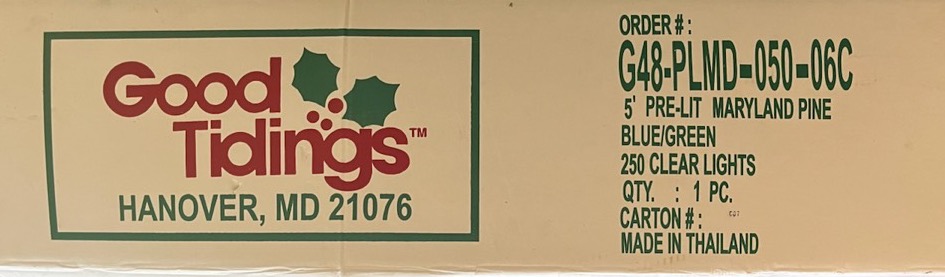 Good
Tidings™
HANOVER, MD 21076
ORDER # :
G48-PLMD-050-06C
5' PRE-LIT MARYLAND PINE
BLUE/GREEN
250 CLEAR LIGHTS
QTY. : 1 PC.
CARTON # :
MADE IN THAILAND